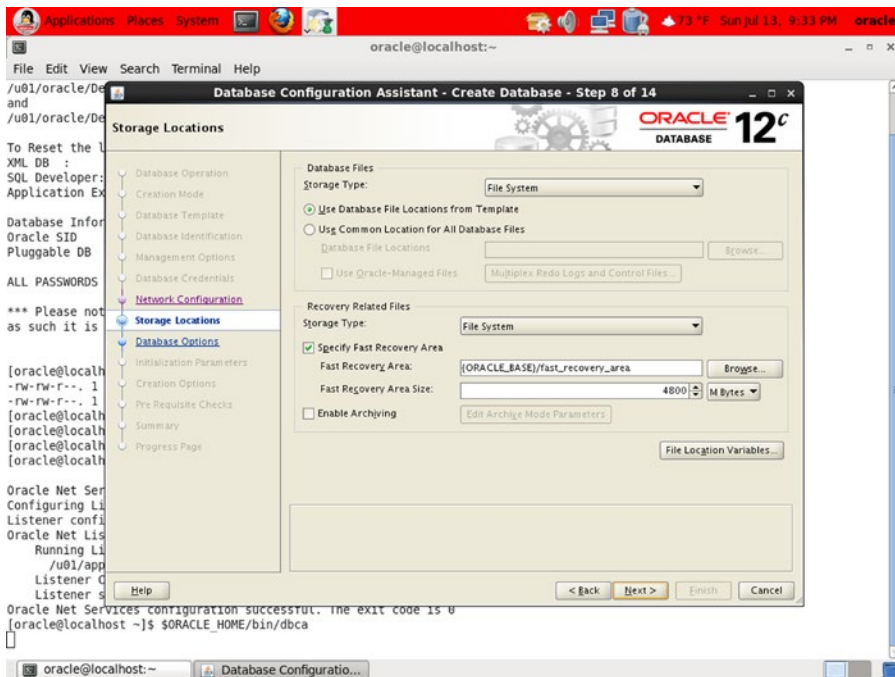 Applications Places System
73 °F Sun Jul 13, 9:33 PM oracle
oracle@localhost:~
File Edit View Search Terminal Help
/u01/oracle/De
and
/u01/oracle/De
To Reset the l
XML DB :
SQL Developer:
Application Ex
Database Infor
Oracle SID
Pluggable DB
ALL PASSWORDS
*** Please not
as such it is
[oracle@localh
-rw-rw-r--. 1
-rw-rw-r--. 1
[oracle@localh
[oracle@localh
[oracle@localh
[oracle@localh
Oracle Net Ser
Configuring Li
Listener confi
Oracle Net Lis
Running Li
/u01/app
Listener C
Listener s
Oracle Net Services configuration successful. The exit code is 0
[oracle@localhost ~]$ $ORACLE_HOME/bin/dbca
Database Configuration Assistant - Create Database - Step 8 of 14
Storage Locations
ORACLE DATABASE 12c
Database Operation
Creation Mode
Database Template
Database Identification
Management Options
Database Credentials
Network Configuration
Storage Locations
Database Options
Initialization Parameters
Creation Options
Pre Requisite Checks
Summary
Progress Page
Database Files
Storage Type: File System
Use Database File Locations from Template
Use Common Location for All Database Files
Database File Locations Browse...
Use Oracle-Managed Files Multiplex Redo Logs and Control Files...
Recovery Related Files
Storage Type: File System
Specify Fast Recovery Area
Fast Recovery Area: {ORACLE_BASE}/fast_recovery_area Browse...
Fast Recovery Area Size: 4800 M Bytes
Enable Archiving Edit Archive Mode Parameters
File Location Variables...
Help < Back Next > Finish Cancel
oracle@localhost:~ Database Configuratio...